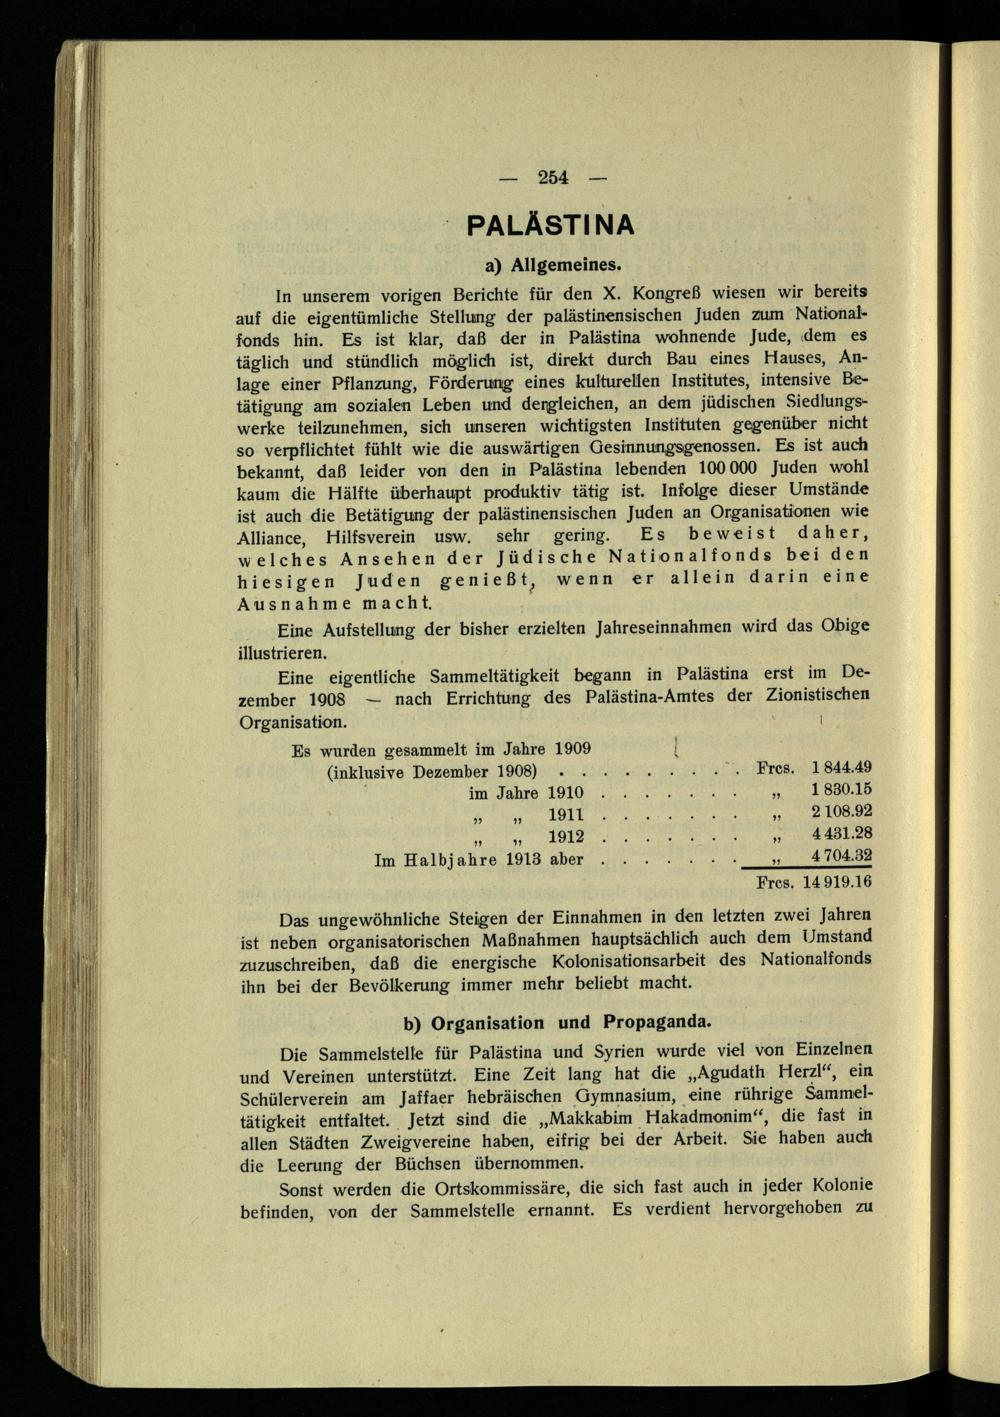 — 254 —
PALÄSTINA
a) Allgemeines.
In unserem vorigen Berichte für den X. Kongreß wiesen wir bereits
auf die eigentümliche Stellung der palästinensischen Juden zum National-
fonds hin. Es ist klar, daß der in Palästina wohnende Jude, dem es
täglich und stündlich möglich ist, direkt durch Bau eines Hauses, An-
lage einer Pflanzung, Förderung eines kulturellen Institutes, intensive Be-
tätigung am sozialen Leben und dergleichen, an dem jüdischen Siedlungs-
werke teilzunehmen, sich unseren wichtigsten Instituten gegenüber nicht
so verpflichtet fühlt wie die auswärtigen Gesinnungsgenossen. Es ist auch
bekannt, daß leider von den in Palästina lebenden 100 000 Juden wohl
kaum die Hälfte überhaupt produktiv tätig ist. Infolge dieser Umstände
ist auch die Betätigung der palästinensischen Juden an Organisationen wie
Alliance, Hilfsverein usw. sehr gering. Es beweist daher,
welches Ansehen der Jüdische Nationalfonds bei den
hiesigen Juden genießt, wenn er allein darin eine
Ausnahme macht.
Eine Aufstellung der bisher erzielten Jahreseinnahmen wird das Obige
illustrieren.
Eine eigentliche Sammeltätigkeit begann in Palästina erst im De-
zember 1908 — nach Errichtung des Palästina-Amtes der Zionistischen
Organisation.
Es wurden gesammelt im Jahre 1909
(inklusive Dezember 1908) . . . . . . . . . Frcs. 1 844.49
im Jahre 1910 . . . . . . . „ 1 830.15
„ „ 1911 . . . . . . . „ 2 108.92
„ „ 1912 . . . . . . . „ 4 431.28
Im Halbjahre 1913 aber . . . . . . . „ 4 704.32
Frcs. 14 919.16
Das ungewöhnliche Steigen der Einnahmen in den letzten zwei Jahren
ist neben organisatorischen Maßnahmen hauptsächlich auch dem Umstand
zuzuschreiben, daß die energische Kolonisationsarbeit des Nationalfonds
ihn bei der Bevölkerung immer mehr beliebt macht.
b) Organisation und Propaganda.
Die Sammelstelle für Palästina und Syrien wurde viel von Einzelnen
und Vereinen unterstützt. Eine Zeit lang hat die „Agudath Herzl“, ein
Schülerverein am Jaffaer hebräischen Gymnasium, eine rührige Sammel-
tätigkeit entfaltet. Jetzt sind die „Makkabim Hakadmonim“, die fast in
allen Städten Zweigvereine haben, eifrig bei der Arbeit. Sie haben auch
die Leerung der Büchsen übernommen.
Sonst werden die Ortskommissäre, die sich fast auch in jeder Kolonie
befinden, von der Sammelstelle ernannt. Es verdient hervorgehoben zu